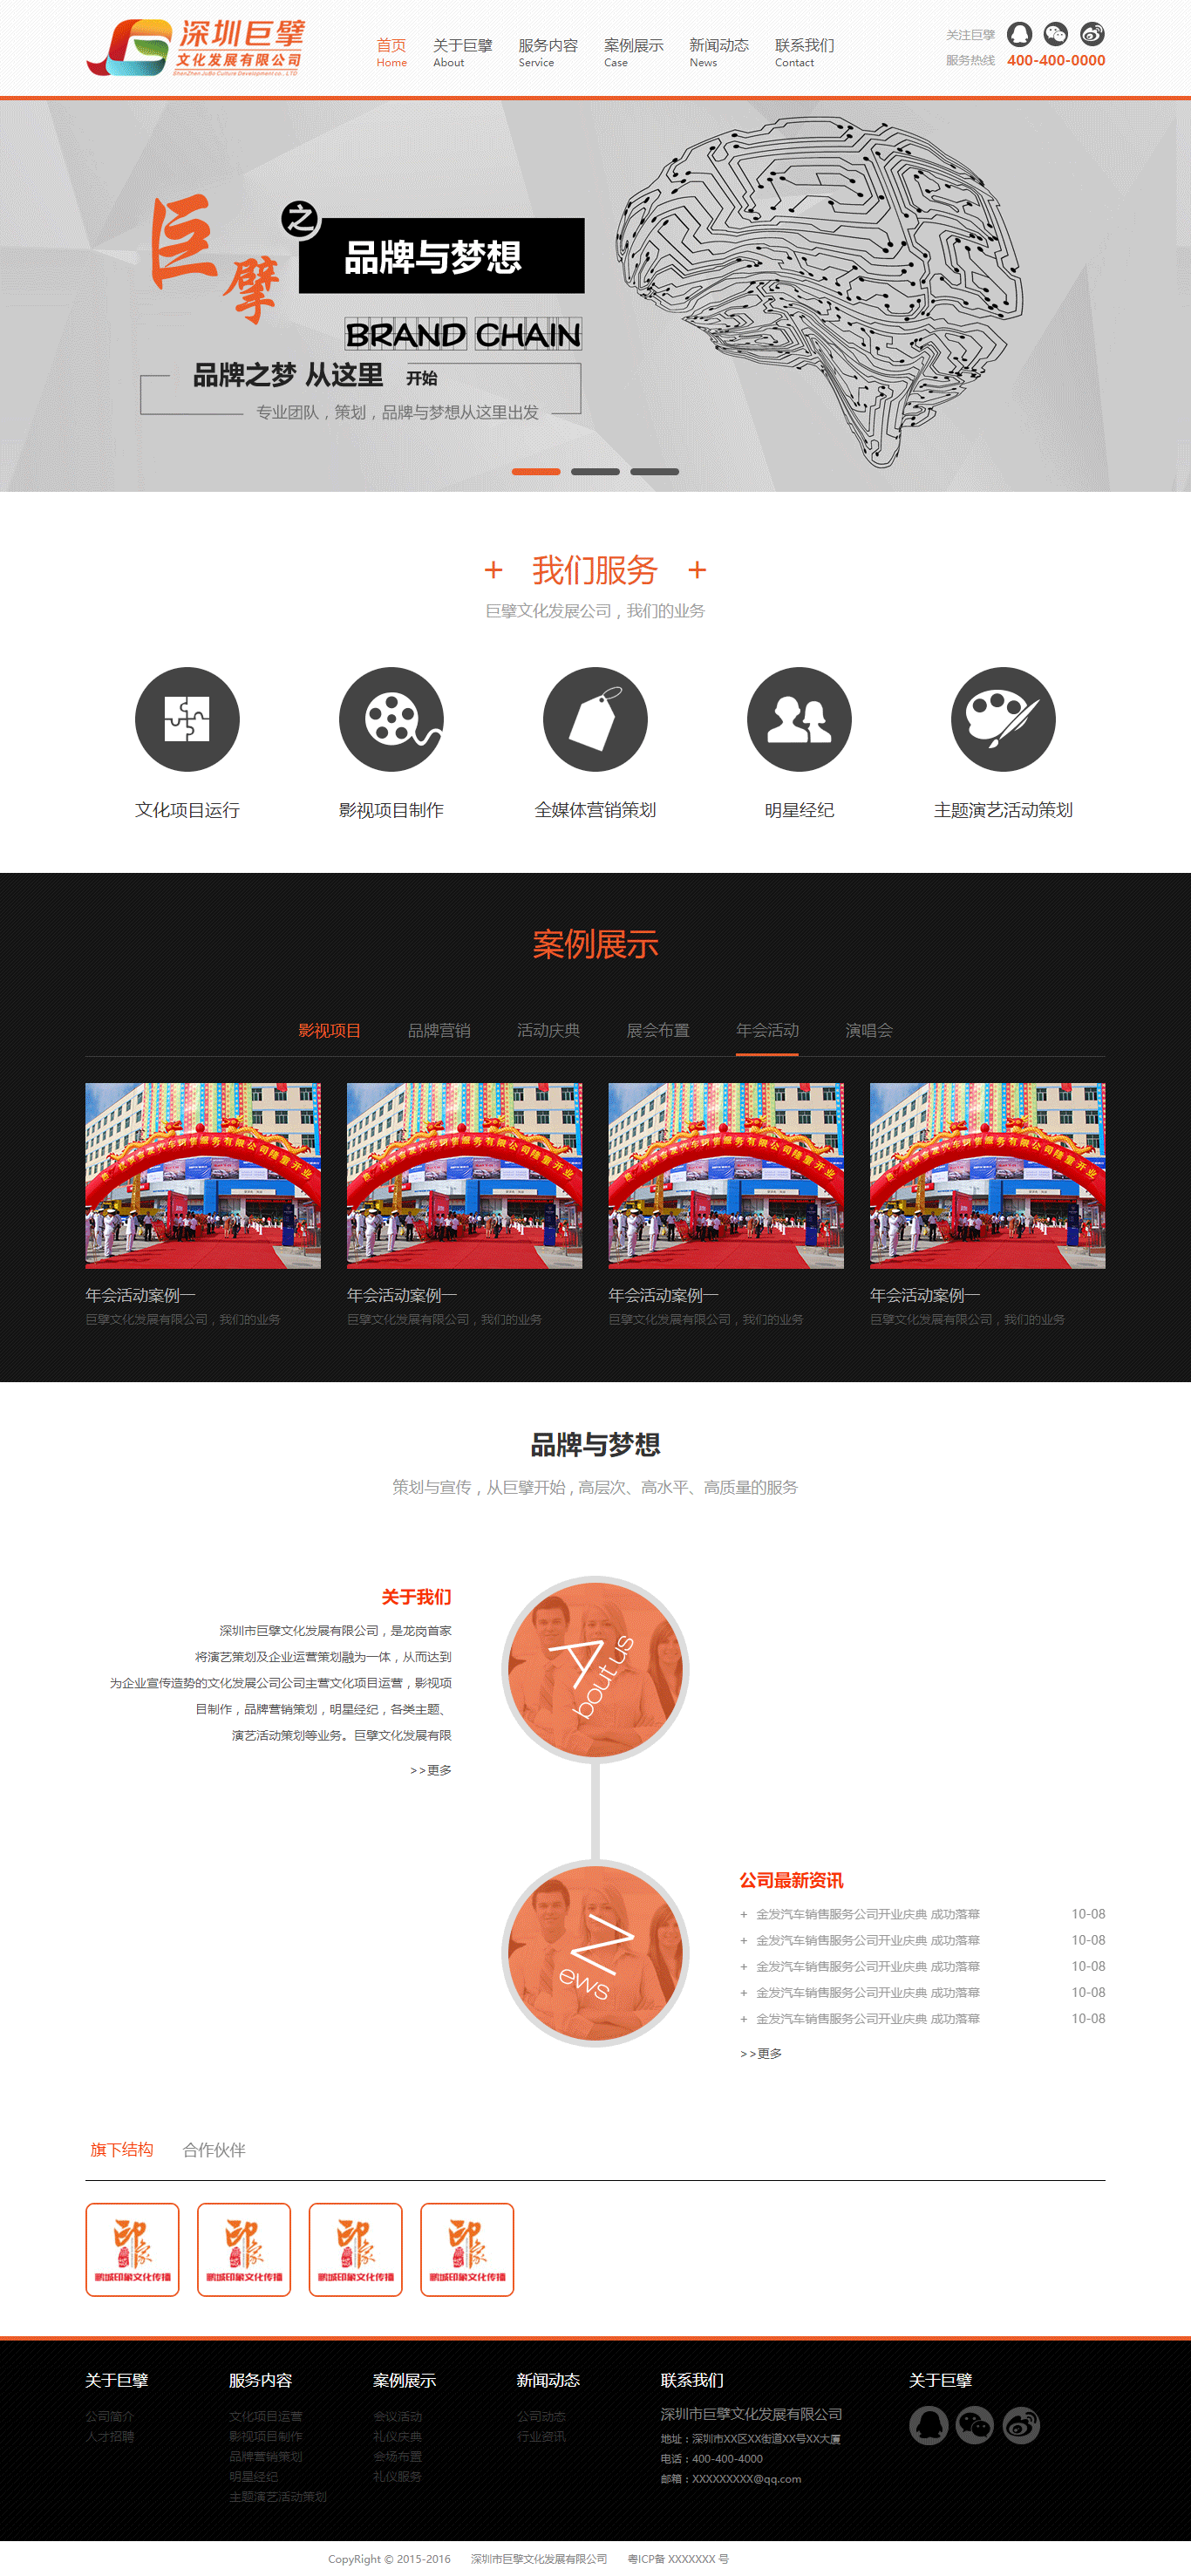 深圳巨擘
文化发展有限公司
ShenZhen JuBo Culture Development co., LTD
首页 关于巨擘 服务内容 案例展示 新闻动态 联系我们
Home About Service Case News Contact
关注巨擘
服务热线 400-400-0000
巨擘 之 品牌与梦想
BRAND CHAIN
品牌之梦 从这里 开始
专业团队，策划，品牌与梦想从这里出发
+ 我们服务 +
巨擘文化发展公司，我们的业务
文化项目运行 影视项目制作 全媒体营销策划 明星经纪 主题演艺活动策划
案例展示
影视项目 品牌营销 活动庆典 展会布置 年会活动 演唱会
年会活动案例一 年会活动案例一 年会活动案例一 年会活动案例一
巨擘文化发展有限公司，我们的业务 巨擘文化发展有限公司，我们的业务 巨擘文化发展有限公司，我们的业务 巨擘文化发展有限公司，我们的业务
品牌与梦想
策划与宣传，从巨擘开始，高层次、高水平、高质量的服务
关于我们
深圳市巨擘文化发展有限公司，是龙岗首家
将演艺策划及企业运营策划融为一体，从而达到
为企业宣传造势的文化发展公司公司主营文化项目运营，影视项
目制作，品牌营销策划，明星经纪，各类主题、
演艺活动策划等业务。巨擘文化发展有限
>>更多
About us
News
公司最新资讯
+ 金发汽车销售服务公司开业庆典 成功落幕 10-08
+ 金发汽车销售服务公司开业庆典 成功落幕 10-08
+ 金发汽车销售服务公司开业庆典 成功落幕 10-08
+ 金发汽车销售服务公司开业庆典 成功落幕 10-08
+ 金发汽车销售服务公司开业庆典 成功落幕 10-08
>>更多
旗下结构 合作伙伴
印象 印象 印象 印象
鹏城印象文化传播 鹏城印象文化传播 鹏城印象文化传播 鹏城印象文化传播
关于巨擘
公司简介
人才招聘
服务内容
文化项目运营
影视项目制作
品牌营销策划
明星经纪
主题演艺活动策划
案例展示
会议活动
礼仪庆典
会场布置
礼仪服务
新闻动态
公司动态
行业资讯
联系我们
深圳市巨擘文化发展有限公司
地址：深圳市XX区XX街道XX号XX大厦
电话：400-400-4000
邮箱：XXXXXXXXX@qq.com
关于巨擘
CopyRight © 2015-2016 深圳市巨擘文化发展有限公司 粤ICP备 XXXXXXX 号